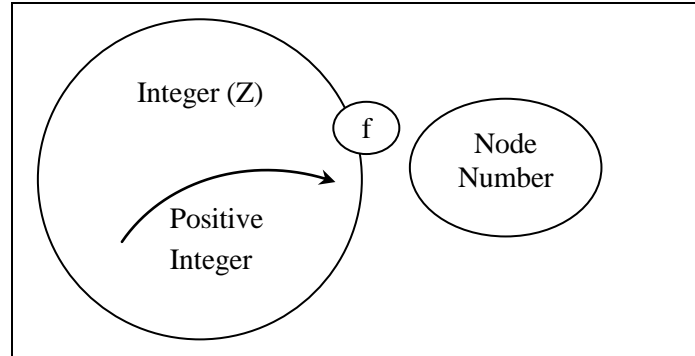 Integer (Z)
f
Node
Number
Positive
Integer